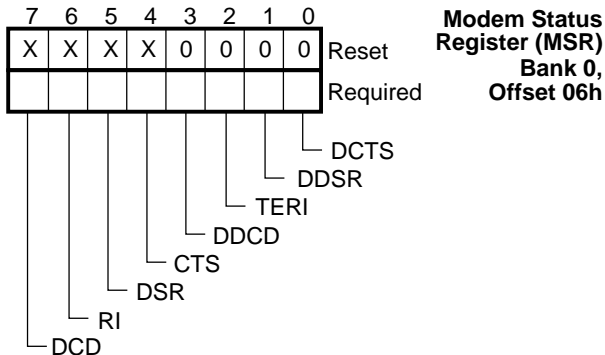 7 6 5 4 3 2 1 0
X X X X 0 0 0 0 Reset
Required
Modem Status
Register (MSR)
Bank 0,
Offset 06h
DCTS
DDSR
TERI
DDCD
CTS
DSR
RI
DCD